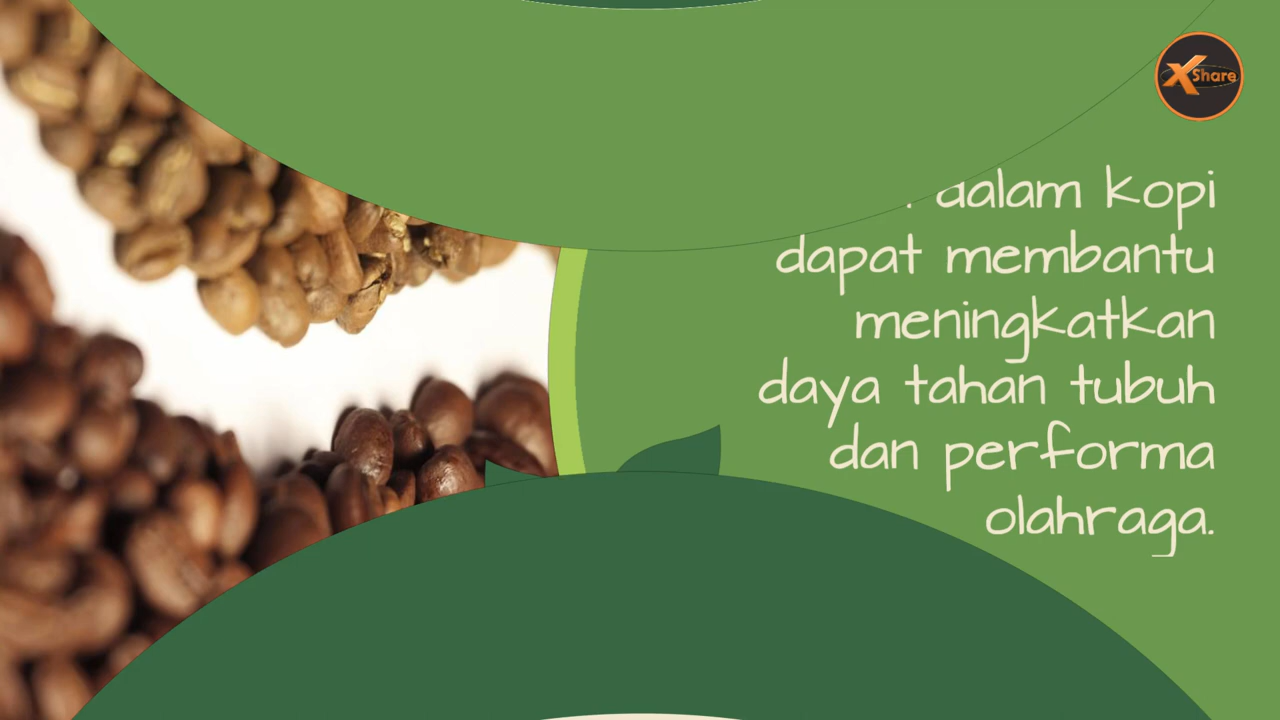 XShare
dalam kopi
dapat membantu
meningkatkan
daya tahan tubuh
dan performa
olahraga.